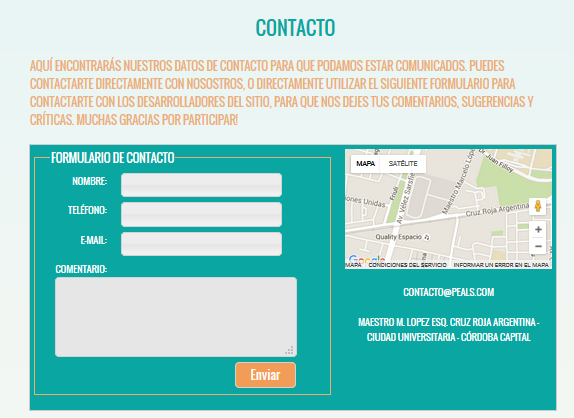 CONTACTO
AQUÍ ENCONTRARÁS NUESTROS DATOS DE CONTACTO PARA QUE PODAMOS ESTAR COMUNICADOS. PUEDES
CONTACTARTE DIRECTAMENTE CON NOSOSTROS, O DIRECTAMENTE UTILIZAR EL SIGUIENTE FORMULARIO PARA
CONTACTARTE CON LOS DESARROLLADORES DEL SITIO, PARA QUE NOS DEJES TUS COMENTARIOS, SUGERENCIAS Y
CRÍTICAS. MUCHAS GRACIAS POR PARTICIPAR!
FORMULARIO DE CONTACTO
NOMBRE:
TELÉFONO:
E-MAIL:
COMENTARIO:
Enviar
MAPA SATÉLITE
Dr. Juan Filloy
Maestro Marcelo López
Friuli
Av. Vélez Sarsfie
iones Unidas
Cruz Roja Argentina
Quality Espacio
Google
MAPA CONDICIONES DEL SERVICIO INFORMAR UN ERROR EN EL MAPA
CONTACTO@PEALS.COM
MAESTRO M. LOPEZ ESQ. CRUZ ROJA ARGENTINA -
CIUDAD UNIVERSITARIA - CÓRDOBA CAPITAL